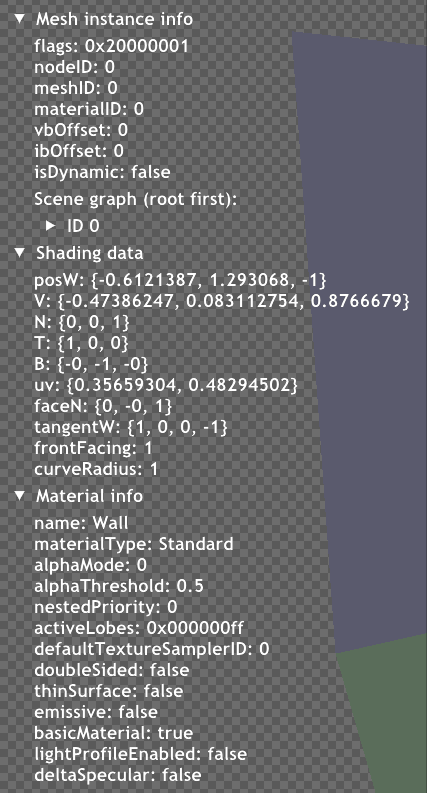 Mesh instance info
flags: 0x20000001
nodeID: 0
meshID: 0
materialID: 0
vbOffset: 0
ibOffset: 0
isDynamic: false
Scene graph (root first):
ID 0
Shading data
posW: {-0.6121387, 1.293068, -1}
V: {-0.47386247, 0.083112754, 0.8766679}
N: {0, 0, 1}
T: {1, 0, 0}
B: {-0, -1, -0}
uv: {0.35659304, 0.48294502}
faceN: {0, -0, 1}
tangentW: {1, 0, 0, -1}
frontFacing: 1
curveRadius: 1
Material info
name: Wall
materialType: Standard
alphaMode: 0
alphaThreshold: 0.5
nestedPriority: 0
activeLobes: 0x000000ff
defaultTextureSamplerID: 0
doubleSided: false
thinSurface: false
emissive: false
basicMaterial: true
lightProfileEnabled: false
deltaSpecular: false